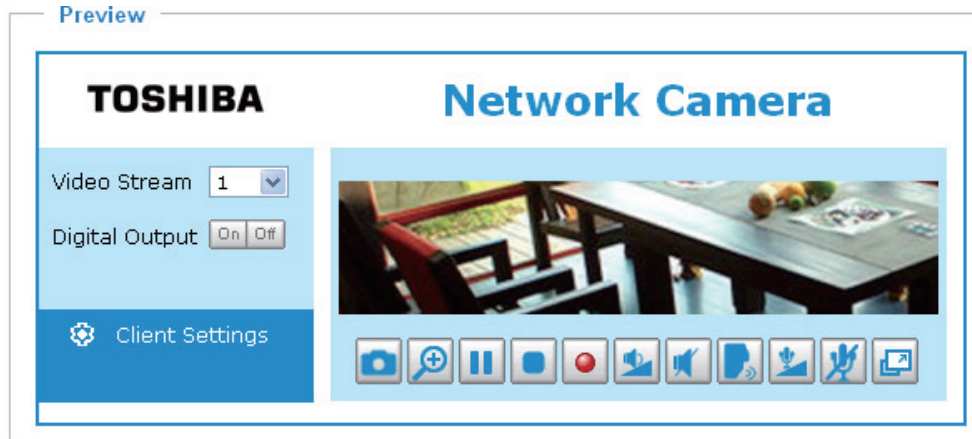 Preview
TOSHIBA
Network Camera
Video Stream 1
Digital Output On Off
Client Settings